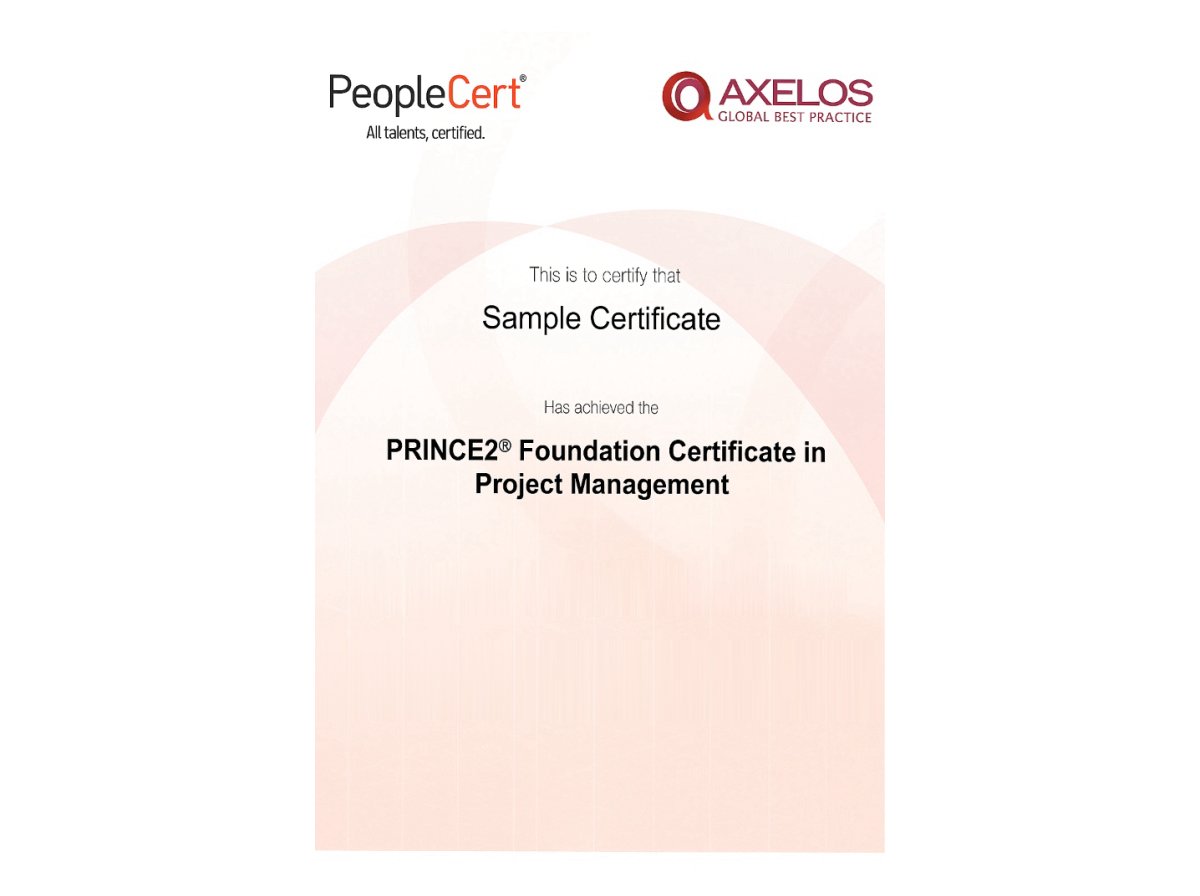 PeopleCert®
All talents, certified.
AXELOS
GLOBAL BEST PRACTICE
This is to certify that
Sample Certificate
Has achieved the
PRINCE2® Foundation Certificate in
Project Management